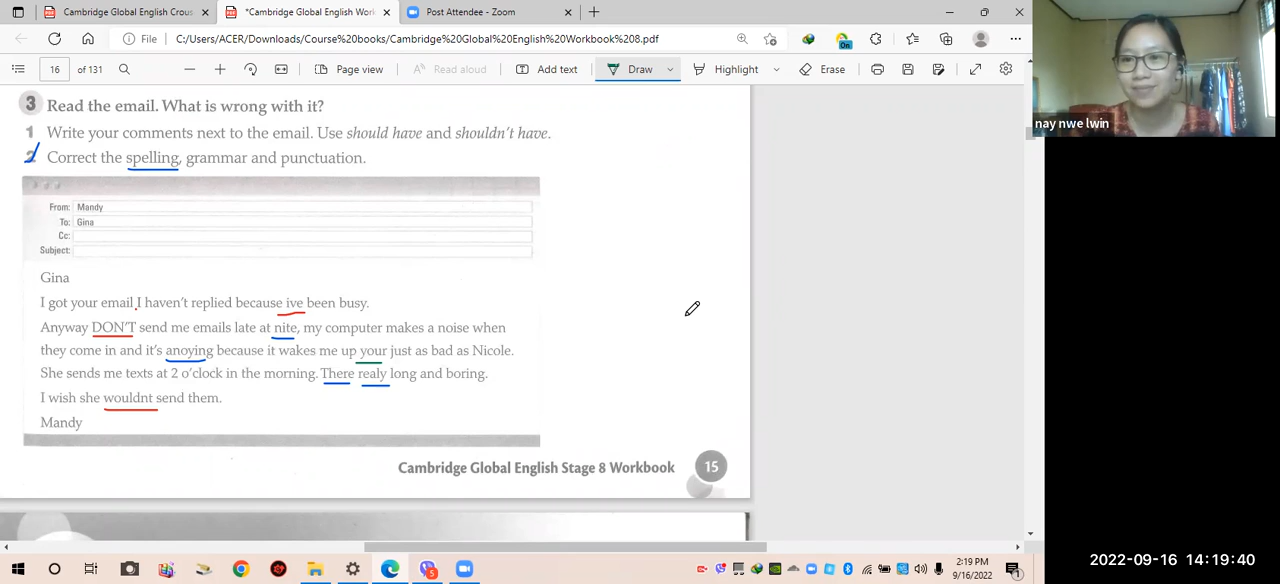 Cambridge Global English Crous
*Cambridge Global English Work
Post Attendee - Zoom
File
C:/Users/ACER/Downloads/Course%20books/Cambridge%20Global%20English%20Workbook%208.pdf
16 of 131
Page view
Read aloud
Add text
Draw
Highlight
Erase
On
nay nwe lwin
3 Read the email. What is wrong with it?
1 Write your comments next to the email. Use should have and shouldn't have.
2 Correct the spelling, grammar and punctuation.
From: Mandy
To: Gina
Cc:
Subject:
Gina
I got your email I haven't replied because ive been busy.
Anyway DON'T send me emails late at nite, my computer makes a noise when
they come in and it's anoying because it wakes me up your just as bad as Nicole.
She sends me texts at 2 o'clock in the morning. There realy long and boring.
I wish she wouldnt send them.
Mandy
Cambridge Global English Stage 8 Workbook 15
2:19 PM
9/16/2022
2022-09-16 14:19:40